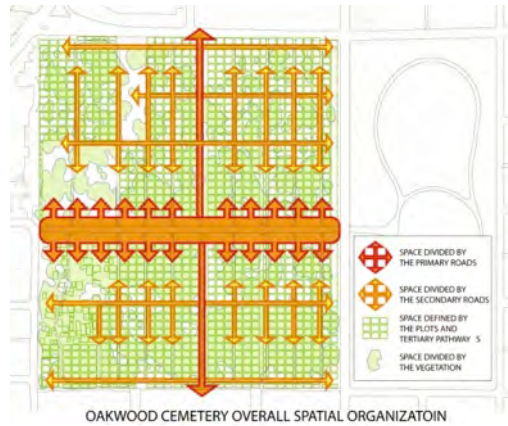 SPACE DIVIDED BY
THE PRIMARY ROADS
SPACE DIVIDED BY
THE SECONDARY ROADS
SPACE DEFINED BY
THE PLOTS AND
TERTIARY PATHWAY S
SPACE DIVIDED BY
THE VEGETATION
OAKWOOD CEMETERY OVERALL SPATIAL ORGANIZATOIN